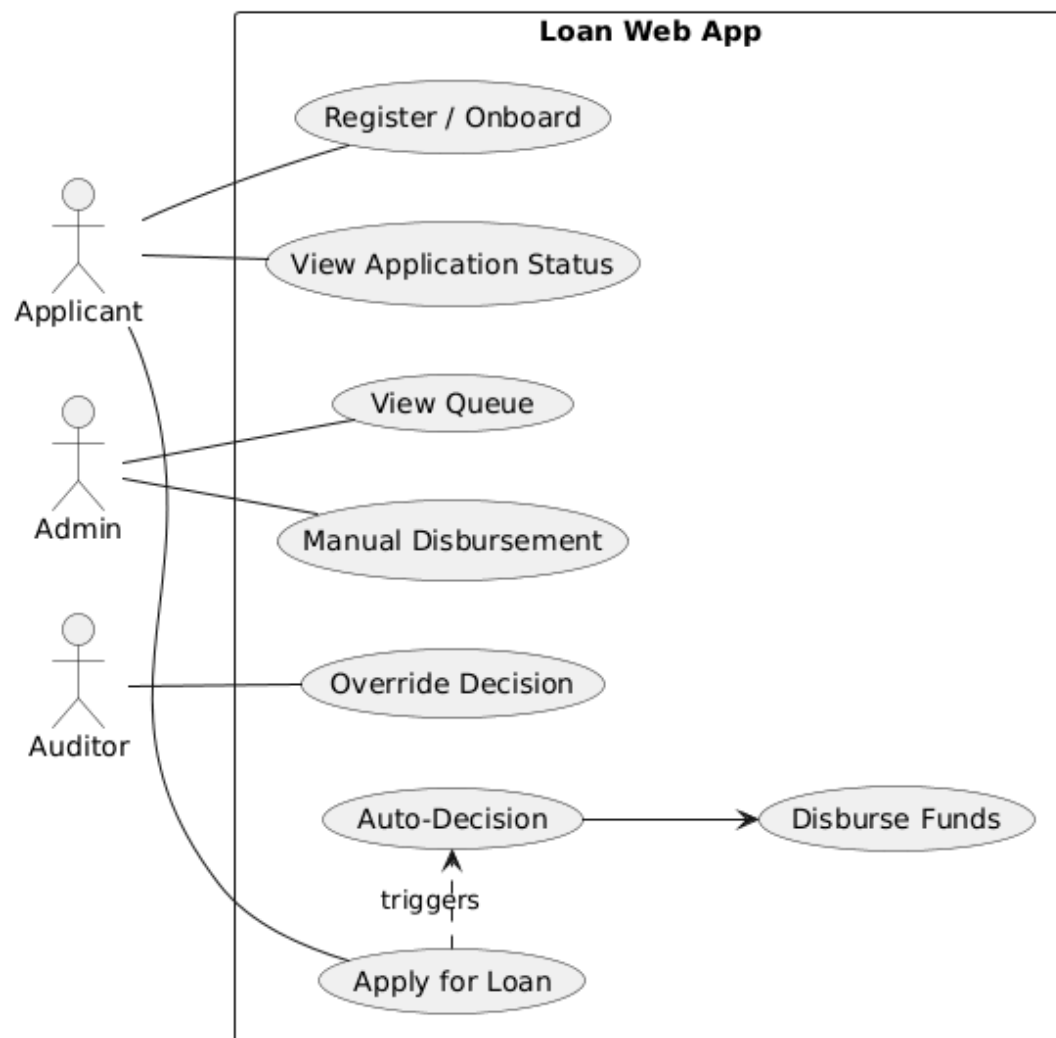 Loan Web App
Register / Onboard
View Application Status
Applicant
View Queue
Admin
Manual Disbursement
Override Decision
Auditor
Auto-Decision
Disburse Funds
triggers
Apply for Loan